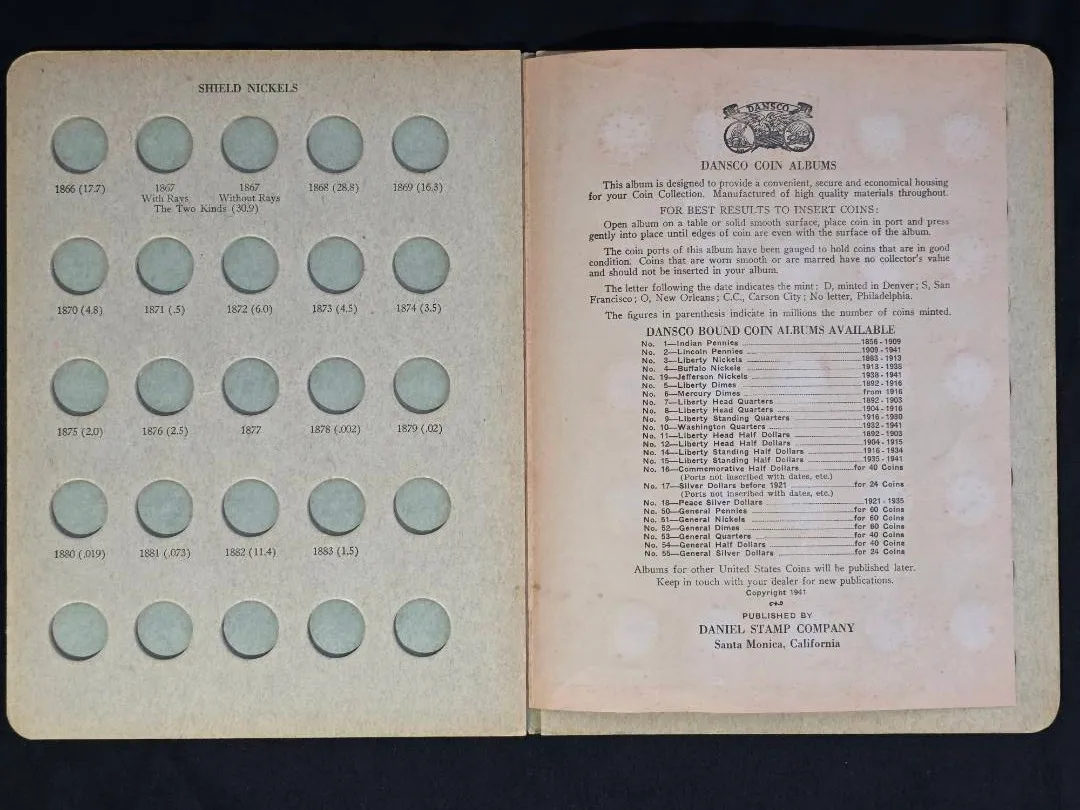 SHIELD NICKELS
1866 (17.7)
1867
With Rays
1867
Without Rays
The Two Kinds (30.9)
1868 (28.8)
1869 (16.3)
1870 (4.8)
1871 (.5)
1872 (6.0)
1873 (4.5)
1874 (3.5)
1875 (2.0)
1876 (2.5)
1877
1878 (.002)
1879 (.02)
1880 (.019)
1881 (.073)
1882 (11.4)
1883 (1.5)
DANSCO
DANSCO COIN ALBUMS
This album is designed to provide a convenient, secure and economical housing
for your Coin Collection. Manufactured of high quality materials throughout.
FOR BEST RESULTS TO INSERT COINS:
Open album on a table or solid smooth surface, place coin in port and press
gently into place until edges of coin are even with the surface of the album.
The coin ports of this album have been gauged to hold coins that are in good
condition. Coins that are worn smooth or are marred have no collector's value
and should not be inserted in your album.
The letter following the date indicates the mint: D, minted in Denver; S, San
Francisco; O, New Orleans; C.C., Carson City; No letter, Philadelphia.
The figures in parenthesis indicate in millions the number of coins minted.
DANSCO BOUND COIN ALBUMS AVAILABLE
No. 1—Indian Pennies 1856-1909
No. 2—Lincoln Pennies 1909-1941
No. 3—Liberty Nickels 1883-1913
No. 4—Buffalo Nickels 1913-1938
No. 19—Jefferson Nickels 1938-1941
No. 5—Liberty Dimes 1892-1916
No. 6—Mercury Dimes from 1916
No. 7—Liberty Head Quarters 1892-1903
No. 8—Liberty Head Quarters 1904-1916
No. 9—Liberty Standing Quarters 1916-1930
No. 10—Washington Quarters 1932-1941
No. 11—Liberty Head Half Dollars 1892-1903
No. 12—Liberty Head Half Dollars 1904-1915
No. 14—Liberty Standing Half Dollars 1916-1934
No. 15—Liberty Standing Half Dollars 1935-1941
No. 16—Commemorative Half Dollars for 40 Coins
(Ports not inscribed with dates, etc.)
No. 17—Silver Dollars before 1921 for 24 Coins
(Ports not inscribed with dates, etc.)
No. 18—Peace Silver Dollars 1921-1935
No. 50—General Pennies for 60 Coins
No. 51—General Nickels for 60 Coins
No. 52—General Dimes for 60 Coins
No. 53—General Quarters for 40 Coins
No. 54—General Half Dollars for 40 Coins
No. 55—General Silver Dollars for 24 Coins
Albums for other United States Coins will be published later.
Keep in touch with your dealer for new publications.
Copyright 1941
PUBLISHED BY
DANIEL STAMP COMPANY
Santa Monica, California